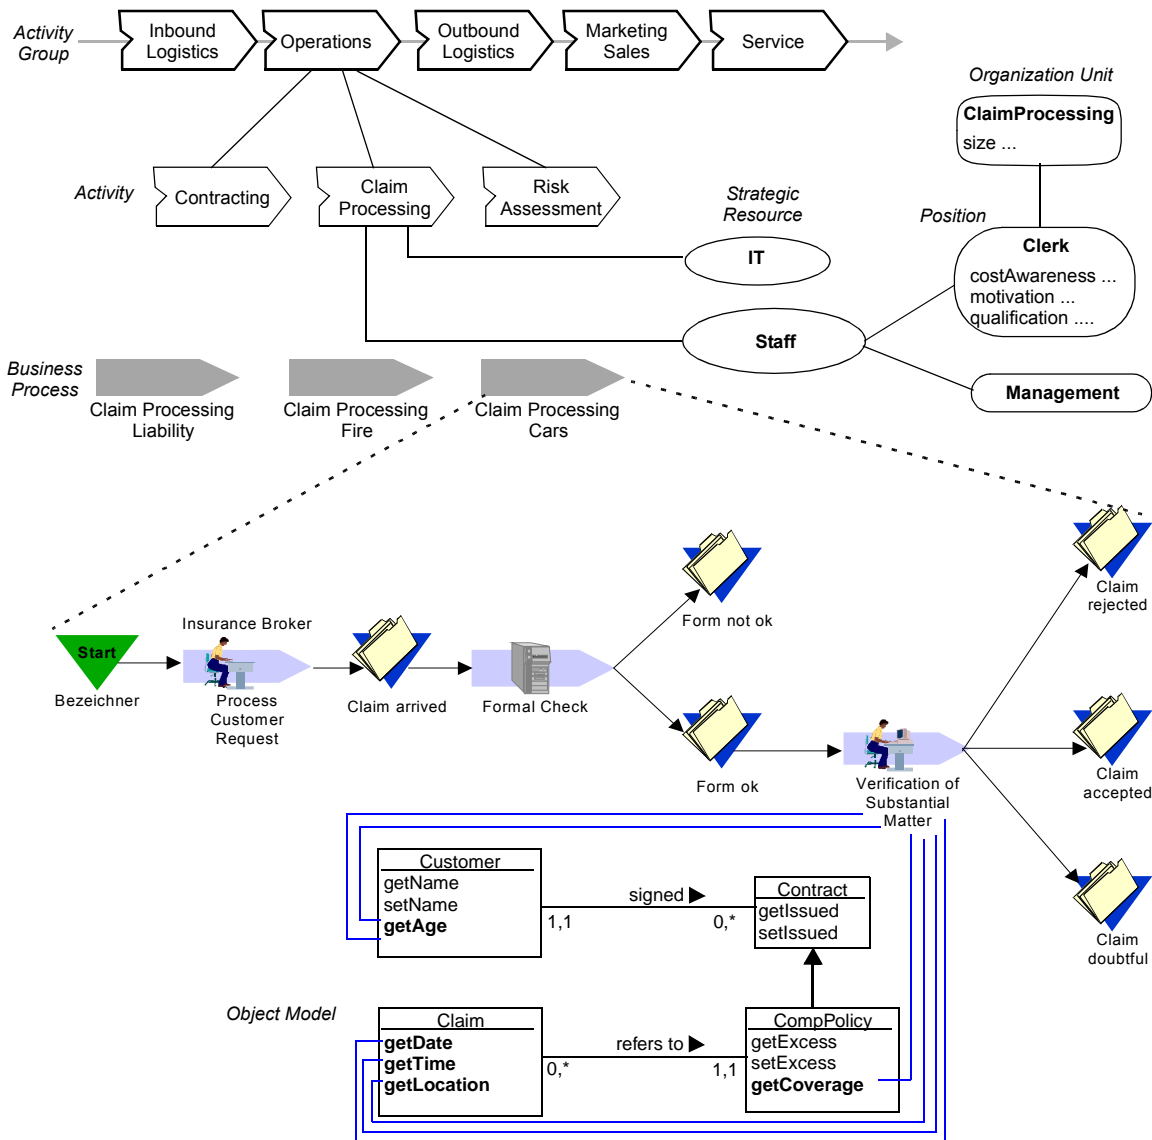 Activity
Group
Inbound
Logistics
Operations
Outbound
Logistics
Marketing
Sales
Service
Organization Unit
ClaimProcessing
size ...
Activity
Contracting
Claim
Processing
Risk
Assessment
Strategic
Resource
Position
IT
Clerk
costAwareness ...
motivation ...
qualification ....
Staff
Management
Business
Process
Claim Processing
Liability
Claim Processing
Fire
Claim Processing
Cars
Start
Bezeichner
Insurance Broker
Process
Customer
Request
Claim arrived
Formal Check
Form not ok
Form ok
Verification of
Substantial
Matter
Claim
rejected
Claim
accepted
Claim
doubtful
Customer
getName
setName
getAge
signed
1,1
0,*
Contract
getIssued
setIssued
Object Model
Claim
getDate
getTime
getLocation
refers to
0,*
1,1
CompPolicy
getExcess
setExcess
getCoverage